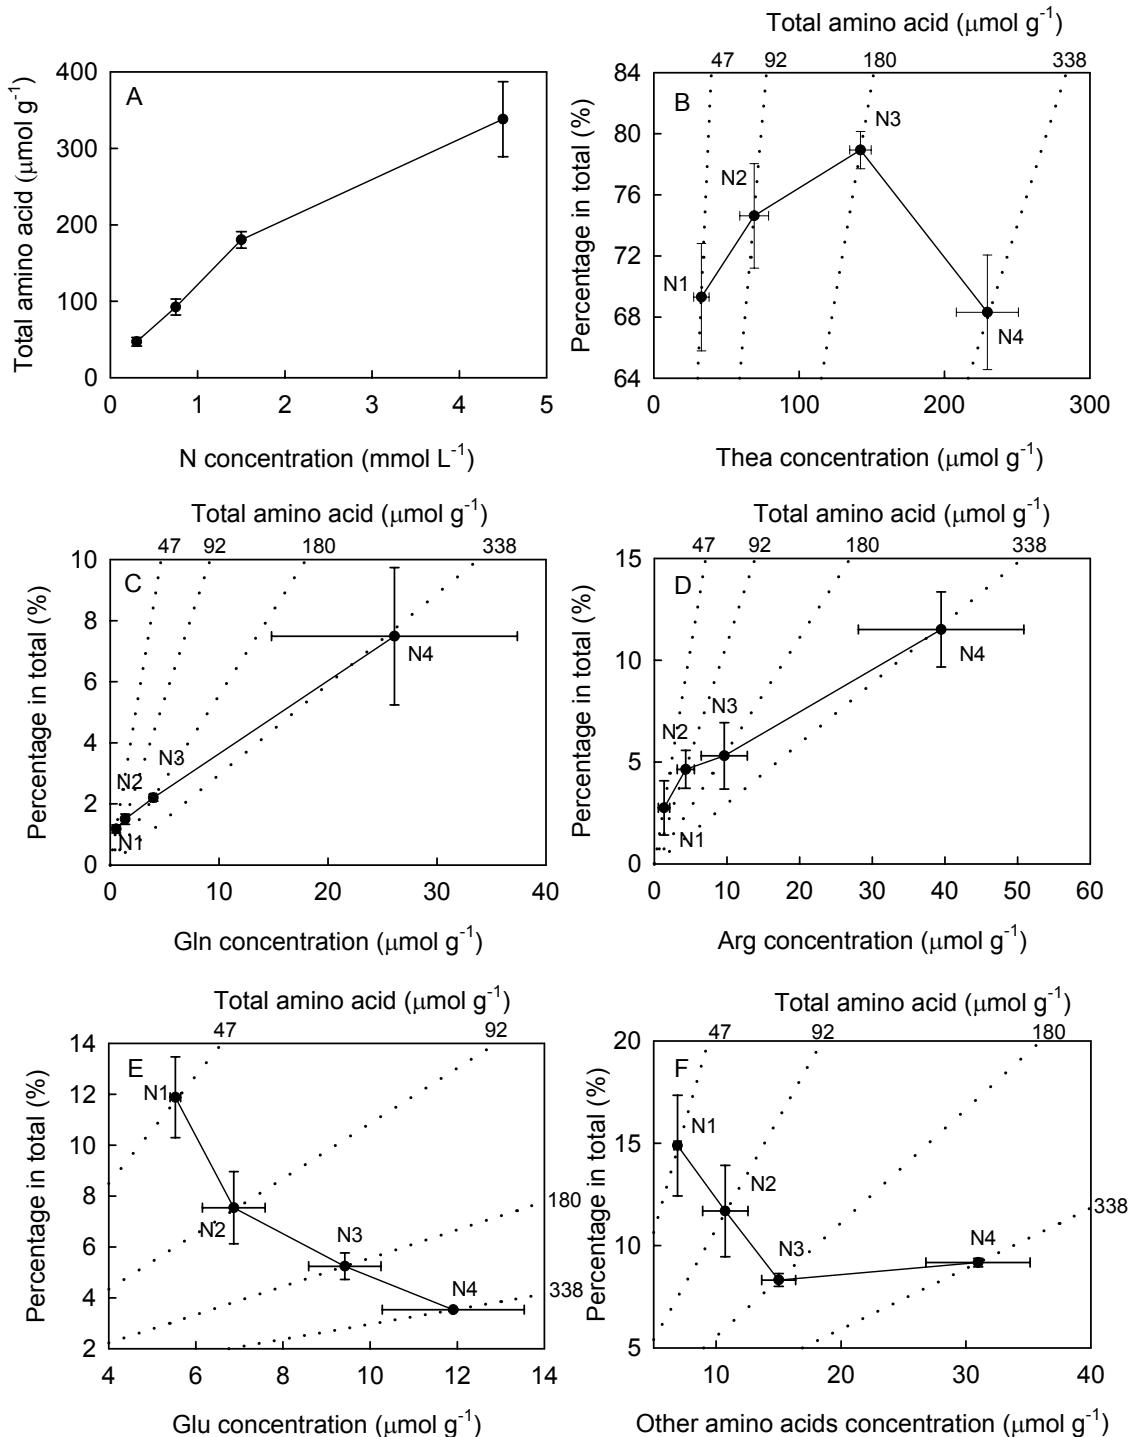 Total amino acid (μmol g⁻¹)
47 92 180 338
400 A
300
200
100
0
0 1 2 3 4 5
Total amino acid (μmol g⁻¹)
N concentration (mmol L⁻¹)
84 B
80
76
72
68
64
0 100 200 300
N1 N2 N3 N4
Percentage in total (%)
Thea concentration (μmol g⁻¹)
Total amino acid (μmol g⁻¹)
47 92 180 338
10 C
8
6
4
2
0
0 10 20 30 40
N1 N2 N3 N4
Percentage in total (%)
Gln concentration (μmol g⁻¹)
Total amino acid (μmol g⁻¹)
47 92 180 338
15 D
10
5
0
0 10 20 30 40 50 60
N1 N2 N3 N4
Percentage in total (%)
Arg concentration (μmol g⁻¹)
Total amino acid (μmol g⁻¹)
47 92
180
338
14 E
12
10
8
6
4
2
4 6 8 10 12 14
N1 N2 N3 N4
Percentage in total (%)
Glu concentration (μmol g⁻¹)
Total amino acid (μmol g⁻¹)
47 92 180
338
20 F
15
10
5
10 20 30 40
N1 N2 N3 N4
Percentage in total (%)
Other amino acids concentration (μmol g⁻¹)